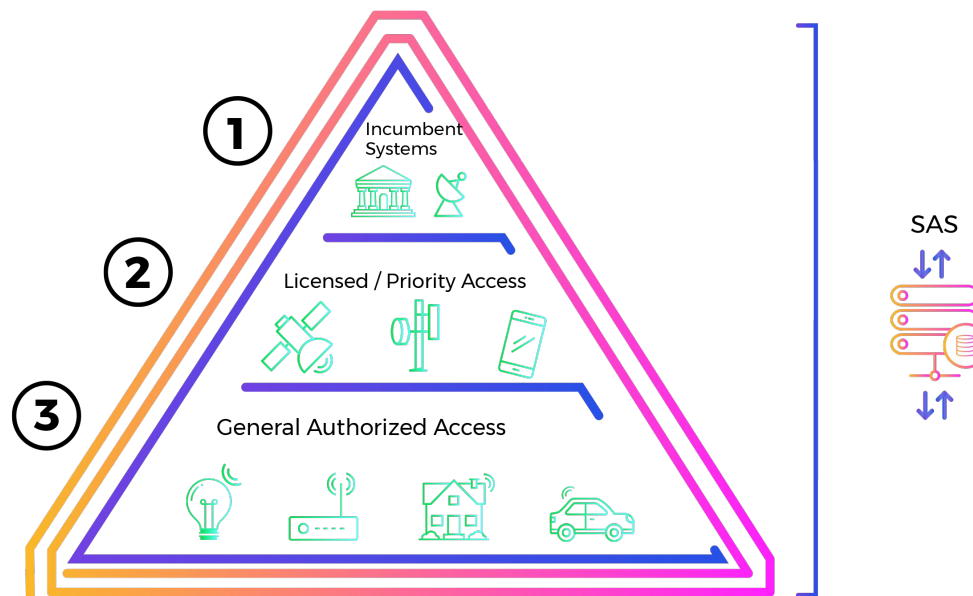 1
Incumbent
Systems
2
Licensed / Priority Access
3
General Authorized Access
SAS